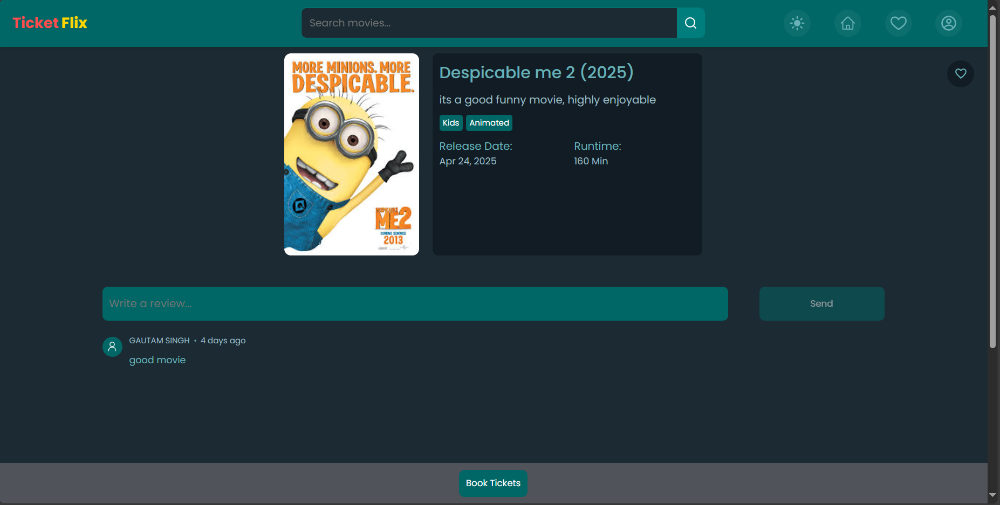 Ticket Flix
Search movies...
MORE MINIONS. MORE
DESPICABLE.
DESPICABLE
ME2
COMING SUMMER
2013
Despicable me 2 (2025)
its a good funny movie, highly enjoyable
Kids Animated
Release Date: Runtime:
Apr 24, 2025 160 Min
Write a review...
Send
GAUTAM SINGH • 4 days ago
good movie
Book Tickets